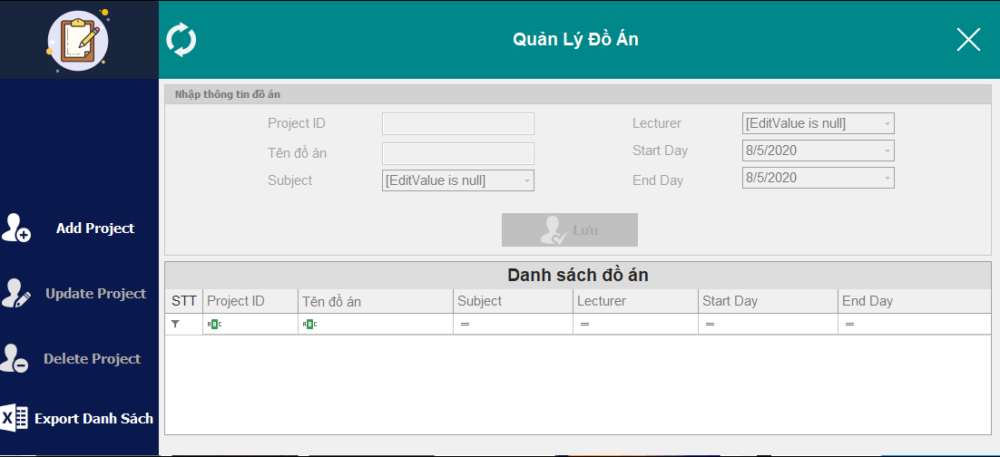 Quản Lý Đồ Án
Nhập thông tin đồ án
Project ID
Tên đồ án
Subject [EditValue is null]
Lecturer [EditValue is null]
Start Day 8/5/2020
End Day 8/5/2020
Lưu
Add Project
Update Project
Delete Project
Export Danh Sách
Danh sách đồ án
STT Project ID Tên đồ án Subject Lecturer Start Day End Day
ABC ABC = = = =